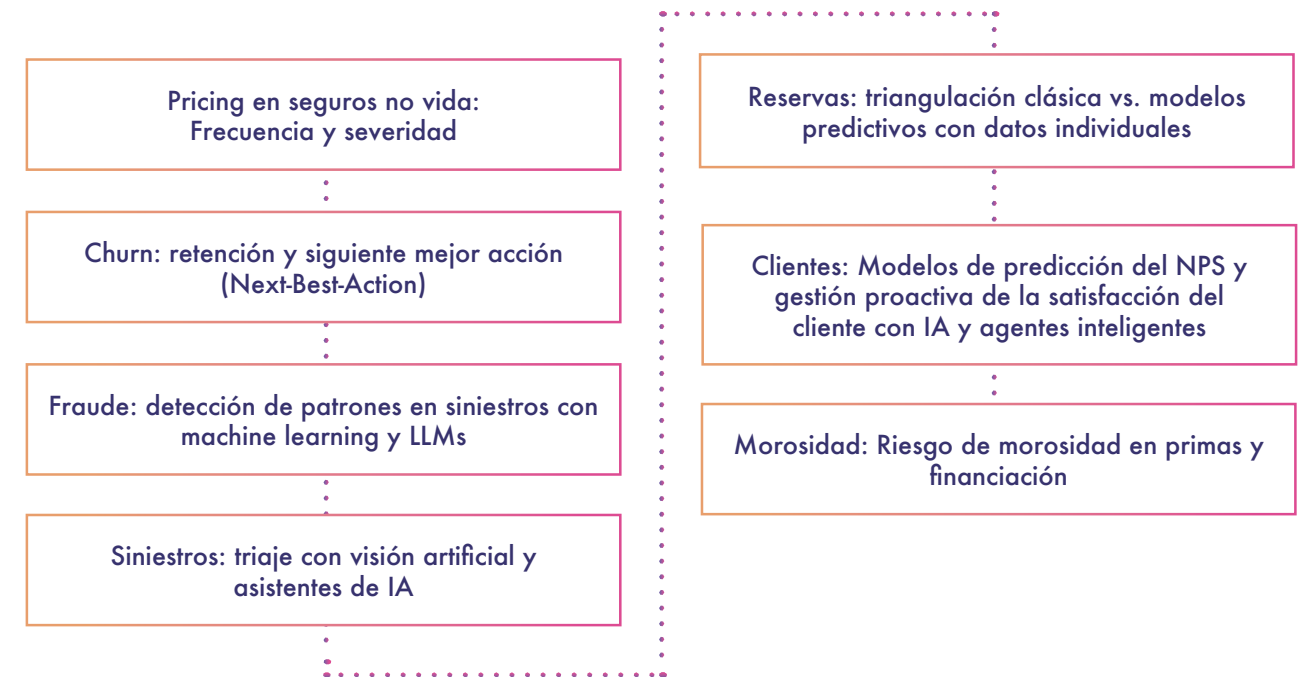 Pricing en seguros no vida:
Frecuencia y severidad
Churn: retención y siguiente mejor acción
(Next-Best-Action)
Fraude: detección de patrones en siniestros con
machine learning y LLMs
Siniestros: triaje con visión artificial y
asistentes de IA
Reservas: triangulación clásica vs. modelos
predictivos con datos individuales
Clientes: Modelos de predicción del NPS y
gestión proactiva de la satisfacción del
cliente con IA y agentes inteligentes
Morosidad: Riesgo de morosidad en primas y
financiación